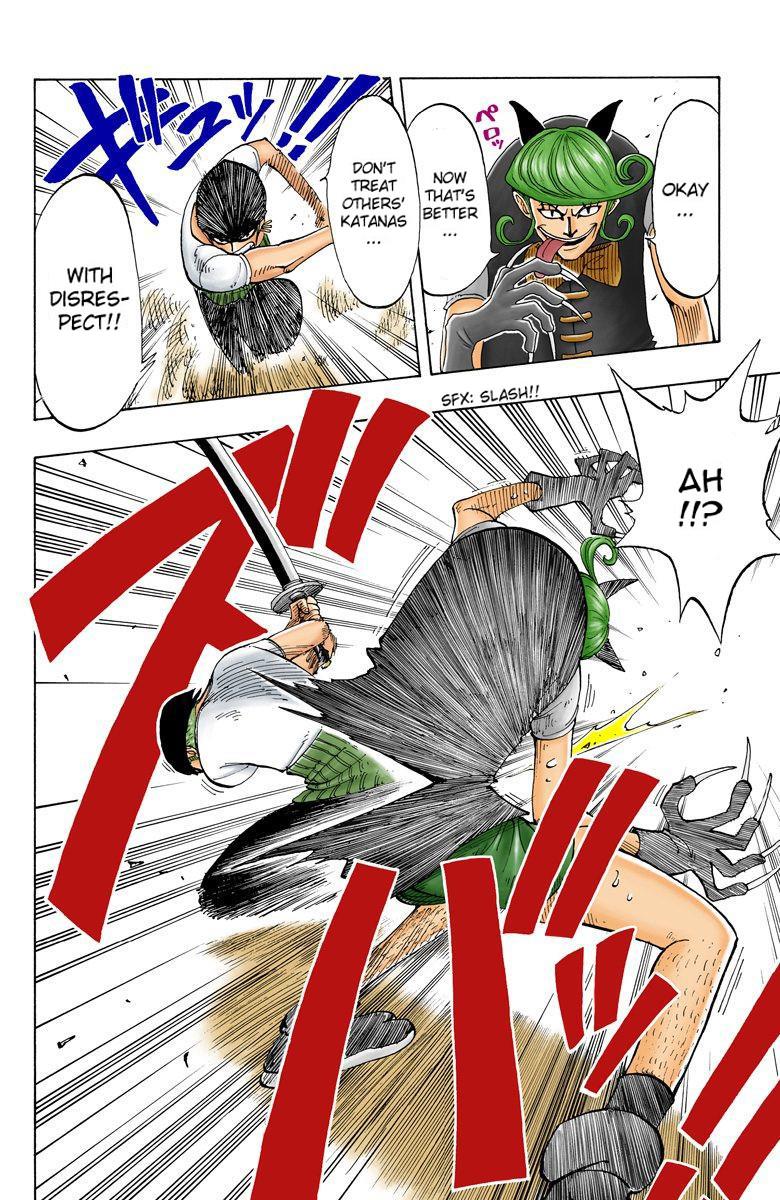 OKAY
...
ペロッ
NOW
THAT'S
BETTER
...
DON'T
TREAT
OTHERS'
KATANAS
...
ギュッ!!
WITH
DISRES-
PECT!!
SFX: SLASH!!
AH
!!?
ズバッ